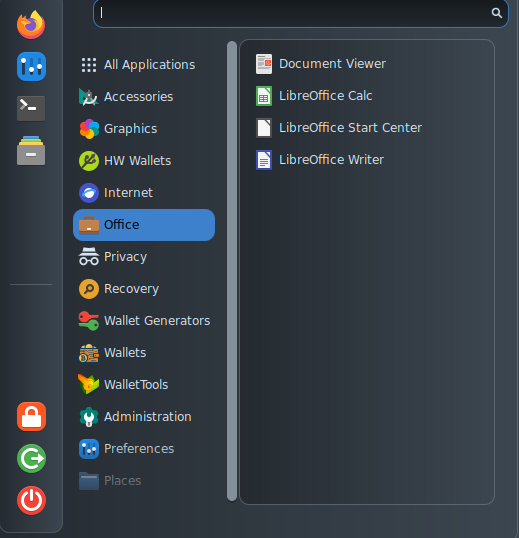 All Applications
Accessories
Graphics
HW Wallets
Internet
Office
Privacy
Recovery
Wallet Generators
Wallets
WalletTools
Administration
Preferences
Places
Document Viewer
LibreOffice Calc
LibreOffice Start Center
LibreOffice Writer